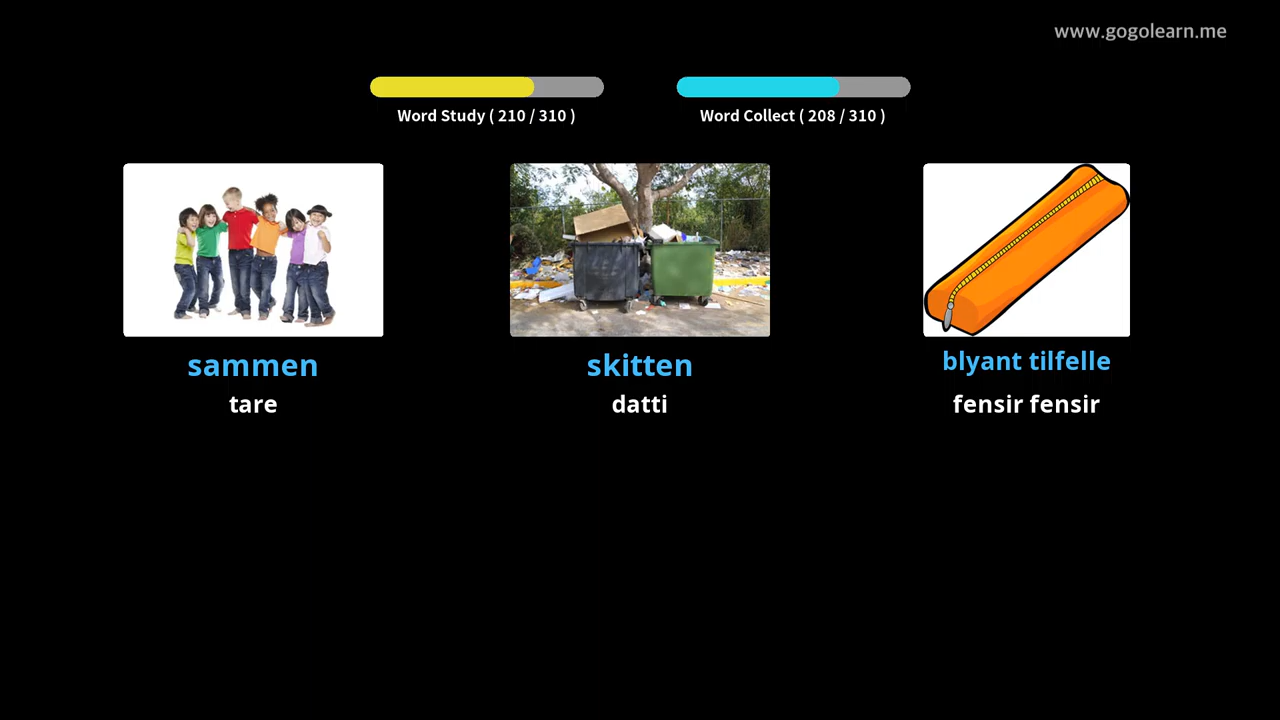 www.gogolearn.me
Word Study ( 210 / 310 )
Word Collect ( 208 / 310 )
sammen
tare
skitten
datti
blyant tilfelle
fensir fensir